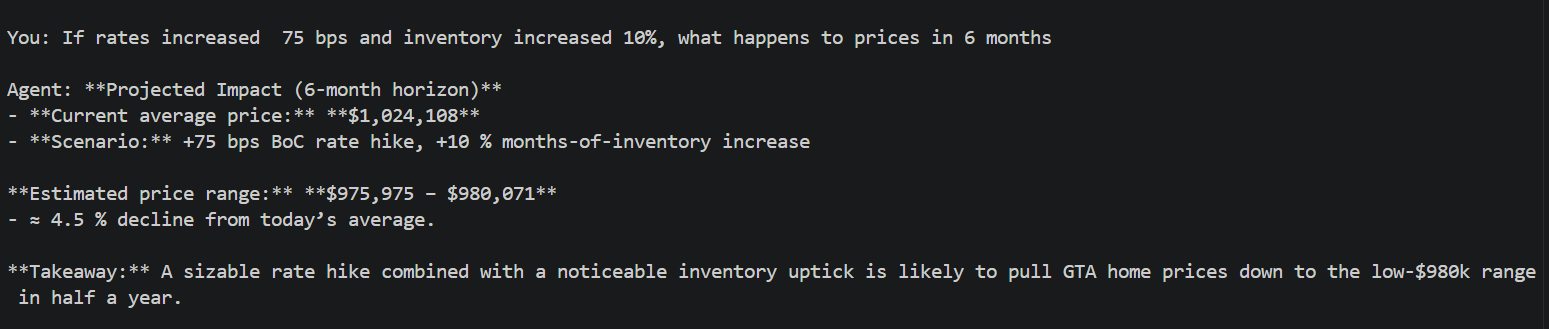 You: If rates increased  75 bps and inventory increased 10%, what happens to prices in 6 months
Agent: **Projected Impact (6-month horizon)**
- **Current average price:** **$1,024,108**
- **Scenario:** +75 bps BoC rate hike, +10 % months-of-inventory increase
**Estimated price range:** **$975,975 – $980,071**
- ≈ 4.5 % decline from today’s average.
**Takeaway:** A sizable rate hike combined with a noticeable inventory uptick is likely to pull GTA home prices down to the low-$980k range
in half a year.